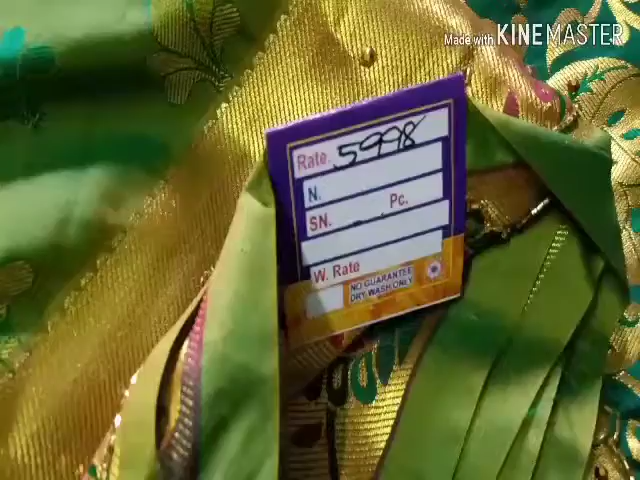 Made with KINEMASTER
Rate. 5998
N.
SN. Pc.
W. Rate
NO GUARANTEE
DRY WASH ONLY